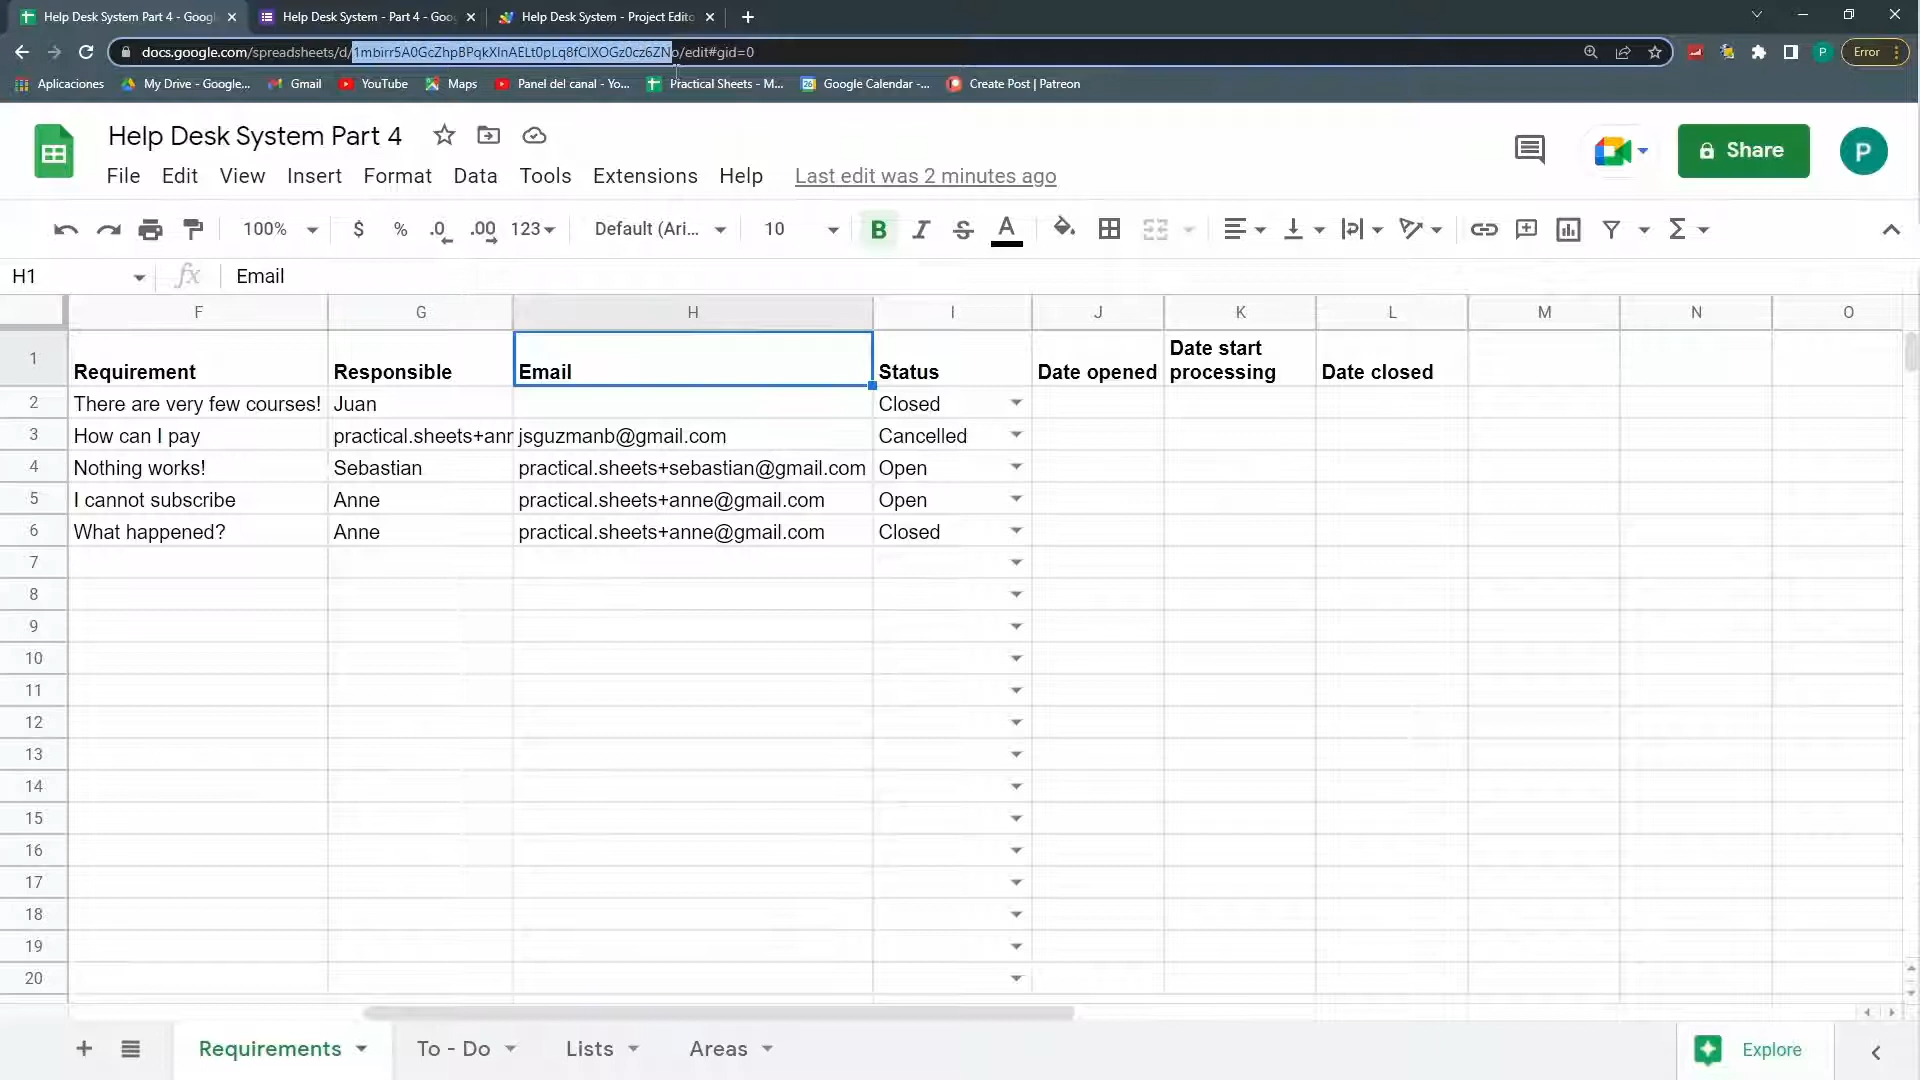 Help Desk System Part 4 - Googl
Help Desk System - Part 4 - Goog
Help Desk System - Project Edito
docs.google.com/spreadsheets/d/1mbirr5A0GcZhpBPqkXlnAELt0pLq8fClXOGz0cz6ZNo/edit#gid=0
P
Error
Aplicaciones
My Drive - Google...
Gmail
YouTube
Maps
Panel del canal - Yo...
Practical Sheets - M...
Google Calendar -...
Create Post | Patreon
Help Desk System Part 4
Share
P
File Edit View Insert Format Data Tools Extensions Help Last edit was 2 minutes ago
100% $ % .0 .00 123 Default (Ari... 10 B I S A
H1 fx Email
F G H I J K L M N O
1 Requirement Responsible Email Status Date opened Date start processing Date closed
2 There are very few courses! Juan Closed
3 How can I pay practical.sheets+anr jsguzmanb@gmail.com Cancelled
4 Nothing works! Sebastian practical.sheets+sebastian@gmail.com Open
5 I cannot subscribe Anne practical.sheets+anne@gmail.com Open
6 What happened? Anne practical.sheets+anne@gmail.com Closed
7
8
9
10
11
12
13
14
15
16
17
18
19
20
Requirements To - Do Lists Areas Explore